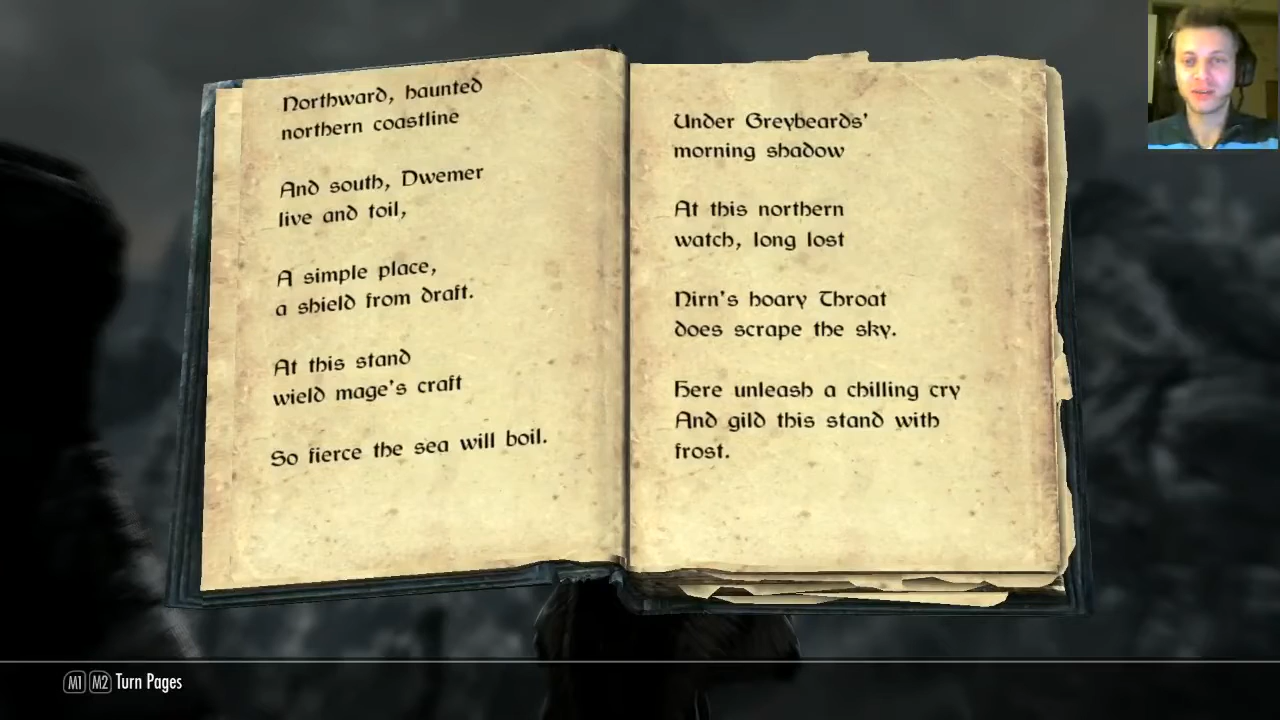 Northward, haunted
northern coastline
And south, Dwemer
live and toil,
A simple place,
a shield from draft.
At this stand
wield mage's craft
So fierce the sea will boil.
Under Greybeards'
morning shadow
At this northern
watch, long lost
Nirn's hoary Throat
does scrape the sky.
Here unleash a chilling cry
And gild this stand with
frost.
M1 M2 Turn Pages